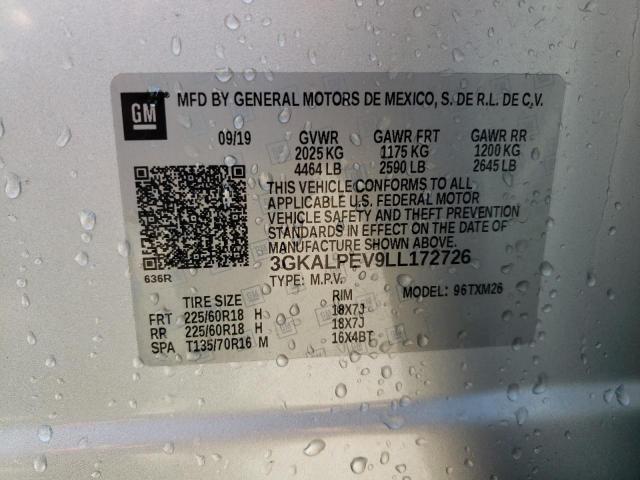 GM
MFD BY GENERAL MOTORS DE MEXICO, S. DE R.L. DE C.V.
09/19 GVWR GAWR FRT GAWR RR
2025 KG 1175 KG 1200 KG
4464 LB 2590 LB 2645 LB
THIS VEHICLE CONFORMS TO ALL
APPLICABLE U.S. FEDERAL MOTOR
VEHICLE SAFETY AND THEFT PREVENTION
STANDARDS IN EFFECT ON THE DATE OF
MANUFACTURE SHOWN ABOVE.
636R
3GKALPEV9LL172726
TYPE: M.P.V. MODEL: 96TXM26
TIRE SIZE RIM
FRT 225/60R18 H 18X7J
RR 225/60R18 H 18X7J
SPA T135/70R16 M 16X4BT